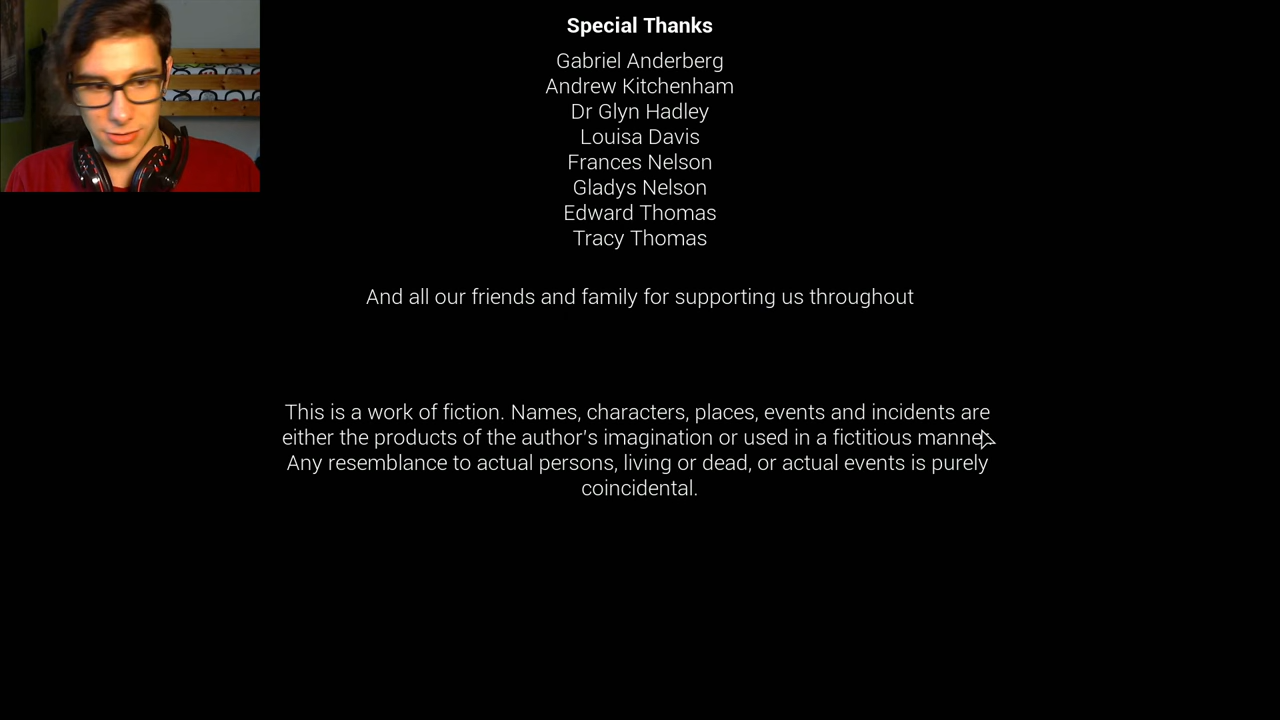 Special Thanks
Gabriel Anderberg
Andrew Kitchenham
Dr Glyn Hadley
Louisa Davis
Frances Nelson
Gladys Nelson
Edward Thomas
Tracy Thomas
And all our friends and family for supporting us throughout
This is a work of fiction. Names, characters, places, events and incidents are
either the products of the author's imagination or used in a fictitious manner.
Any resemblance to actual persons, living or dead, or actual events is purely
coincidental.